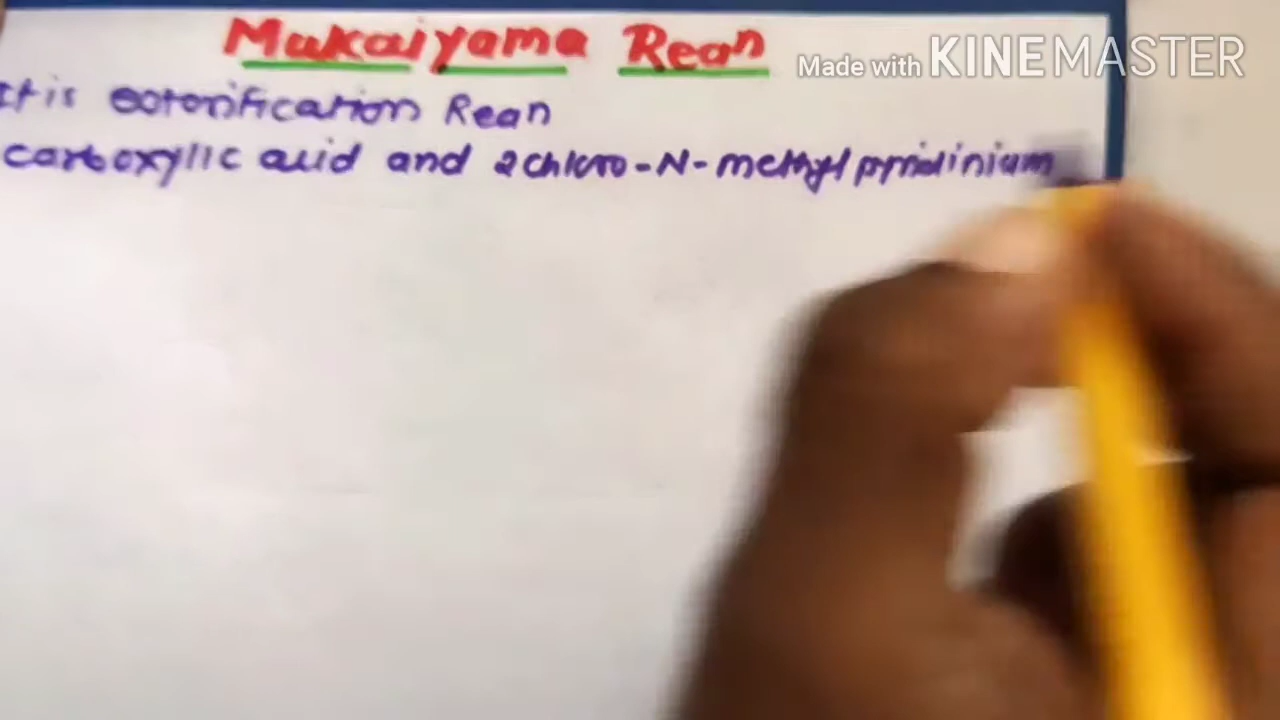 Mukaiyama Rean
Made with KINEMASTER
It is esterification Rean
carboxylic acid and 2chloro-N-methyl pyridinium